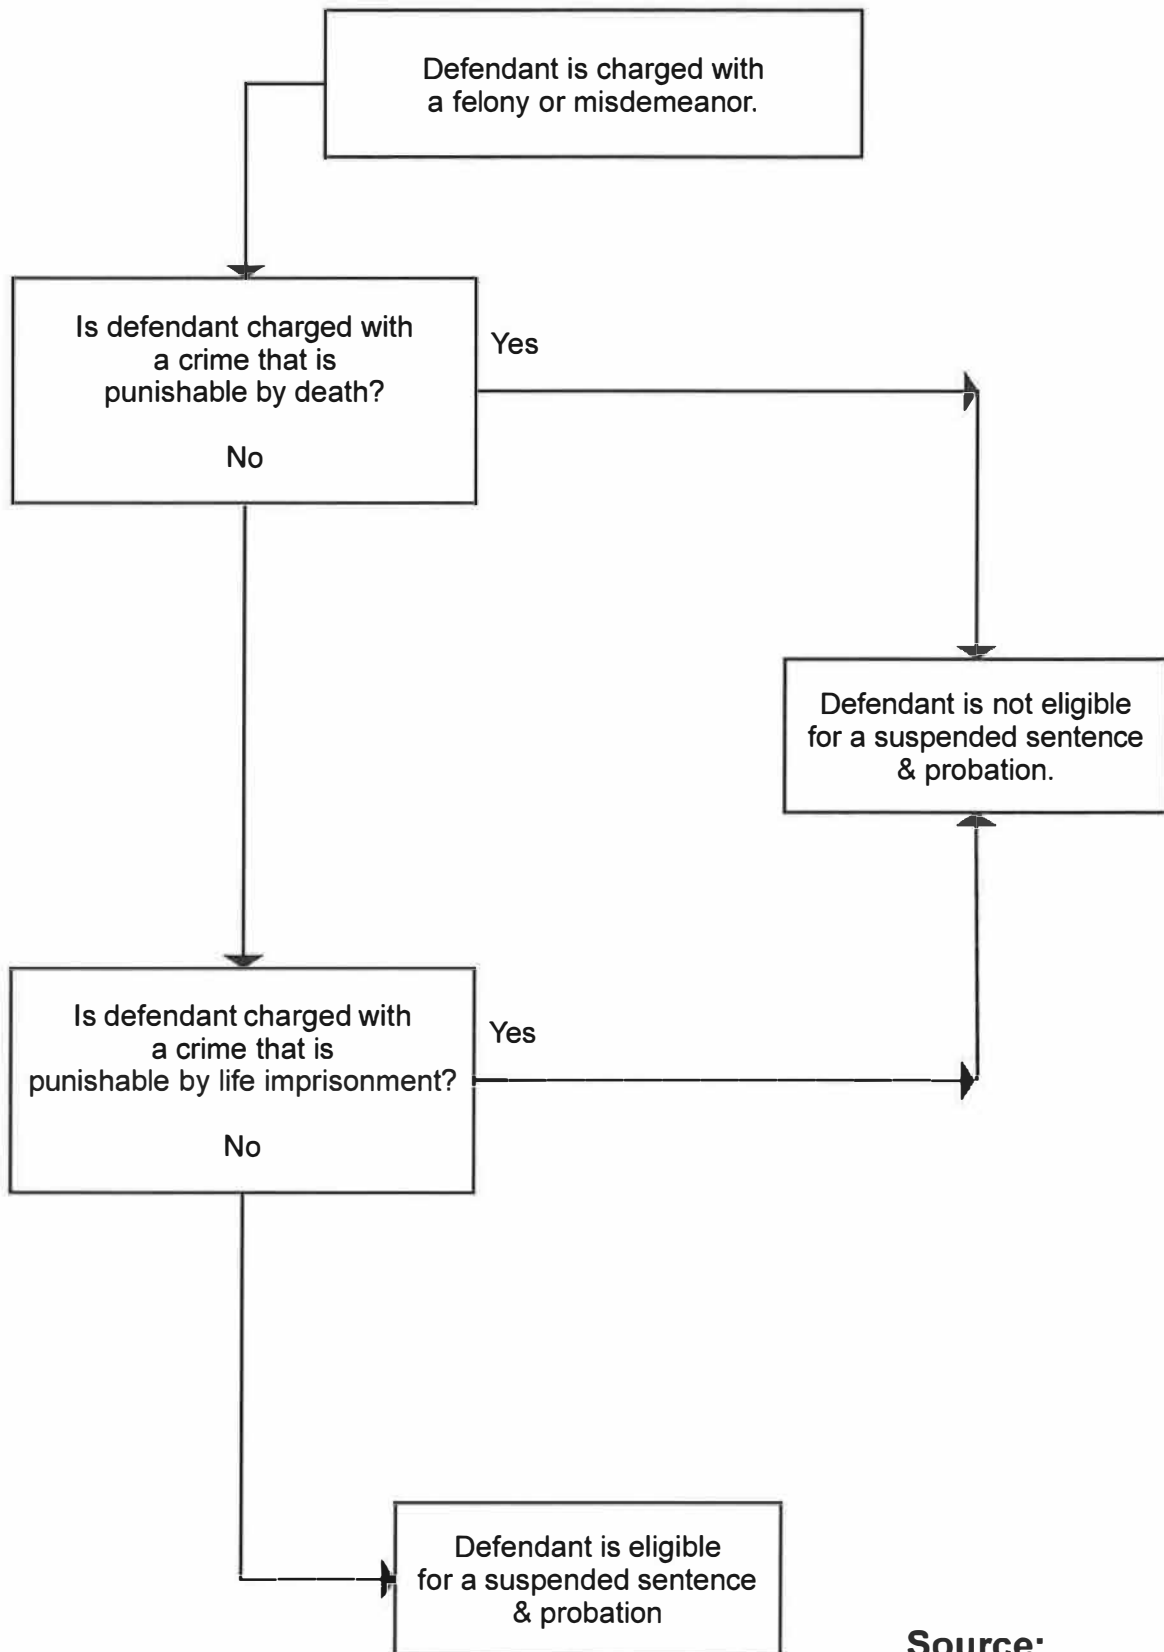 Defendant is charged with
a felony or misdemeanor.
Is defendant charged with
a crime that is
punishable by death?
No
Yes
Defendant is not eligible
for a suspended sentence
& probation.
Is defendant charged with
a crime that is
punishable by life imprisonment?
No
Yes
Defendant is eligible
for a suspended sentence
& probation
Source: